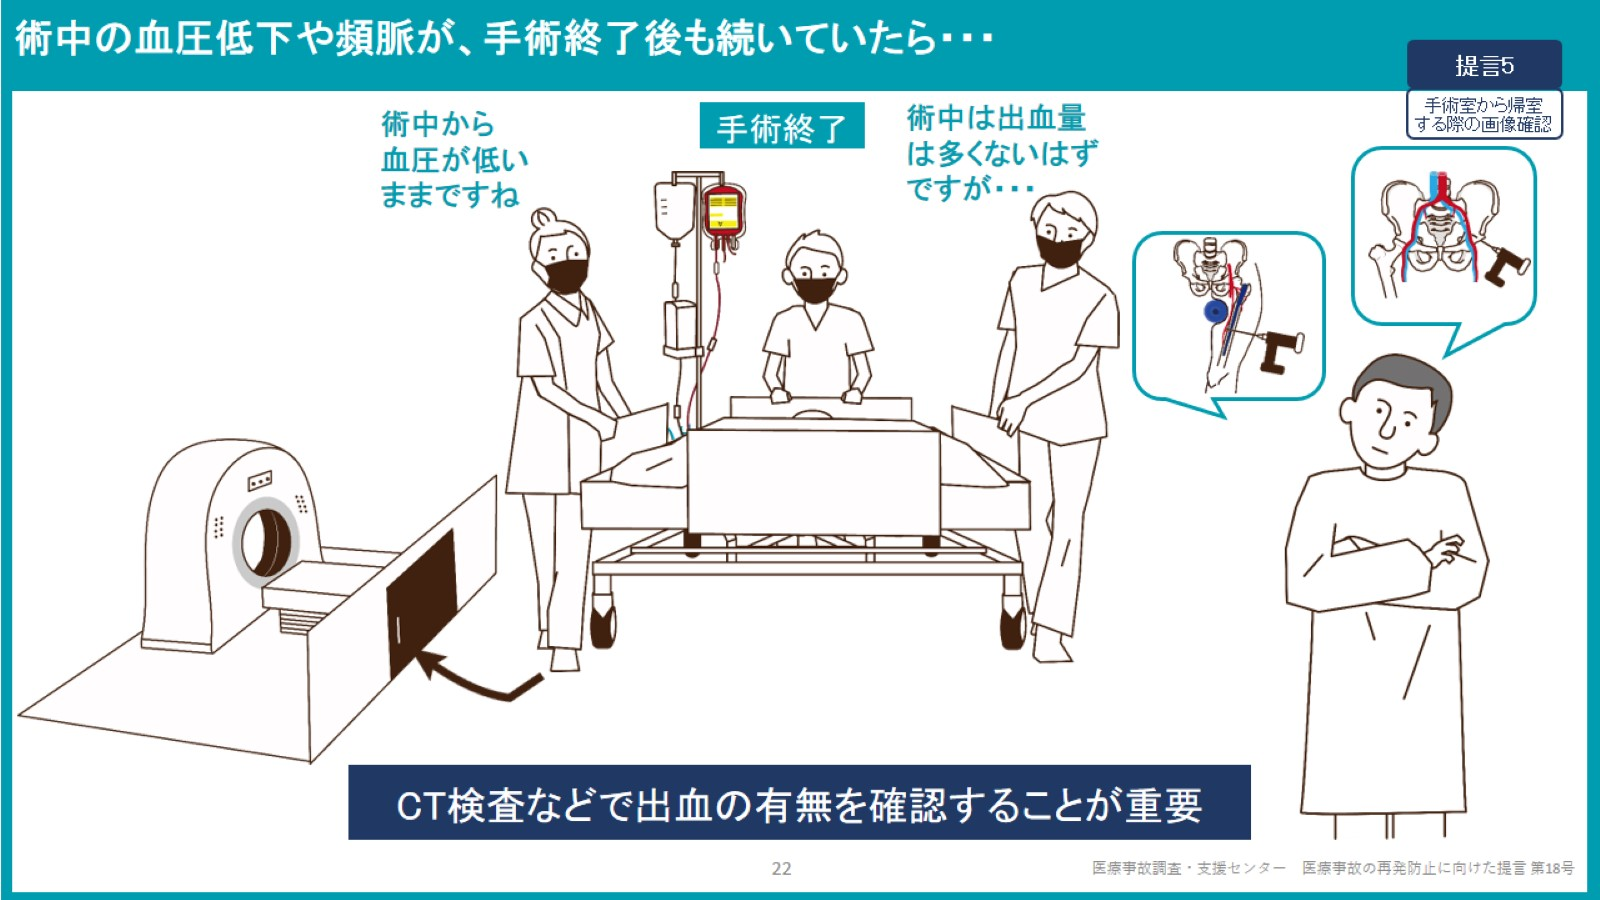 術中の血圧低下や頻脈が、手術終了後も続いていたら・・・
提言5
手術室から帰室
する際の画像確認
術中から
血圧が低い
ままですね
手術終了
術中は出血量
は多くないはず
ですが・・・
CT検査などで出血の有無を確認することが重要
22
医療事故調査・支援センター　医療事故の再発防止に向けた提言 第18号